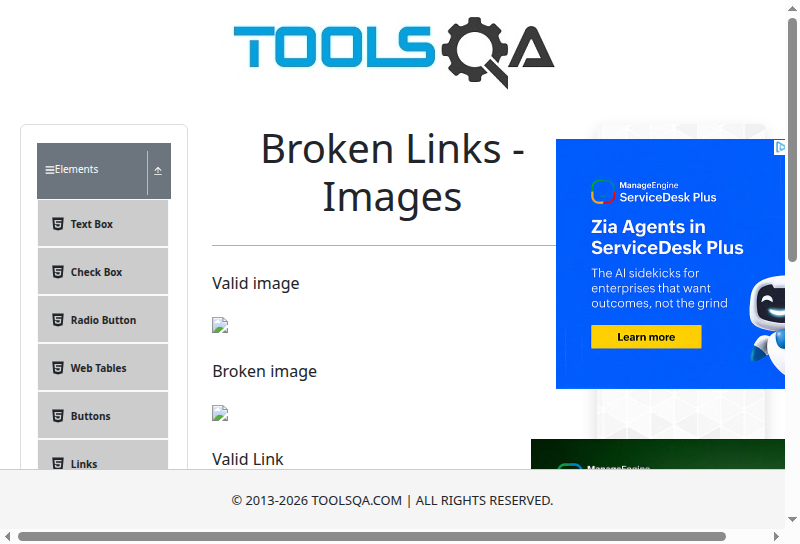 TOOLSQA
Elements
Text Box
Check Box
Radio Button
Web Tables
Buttons
Links
Broken Links -
Images
Valid image
Broken image
Valid Link
ManageEngine
ServiceDesk Plus
Zia Agents in
ServiceDesk Plus
The AI sidekicks for
enterprises that want
outcomes, not the grind
Learn more
ManageEngine
© 2013-2026 TOOLSQA.COM | ALL RIGHTS RESERVED.